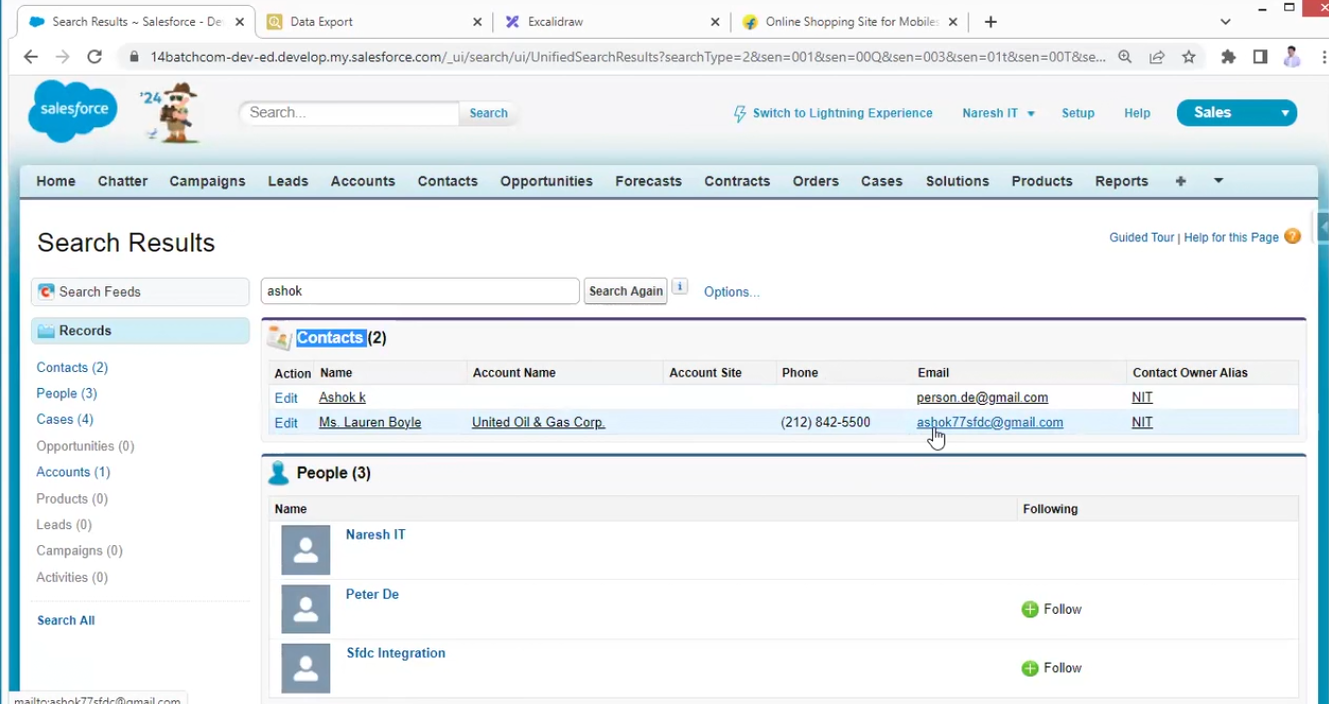 Search Results ~ Salesforce - De
Data Export
Excalidraw
Online Shopping Site for Mobiles
14batchcom-dev-ed.develop.my.salesforce.com/_ui/search/ui/UnifiedSearchResults?searchType=2&sen=001&sen=00Q&sen=003&sen=01t&sen=00T&se...
salesforce
'24
Search...
Search
Switch to Lightning Experience
Naresh IT
Setup
Help
Sales
Home
Chatter
Campaigns
Leads
Accounts
Contacts
Opportunities
Forecasts
Contracts
Orders
Cases
Solutions
Products
Reports
Search Results
Guided Tour | Help for this Page
Search Feeds
ashok
Search Again
Options...
Records
Contacts (2)
People (3)
Cases (4)
Opportunities (0)
Accounts (1)
Products (0)
Leads (0)
Campaigns (0)
Activities (0)
Search All
Contacts (2)
Action Name Account Name Account Site Phone Email Contact Owner Alias
Edit Ashok k person.de@gmail.com NIT
Edit Ms. Lauren Boyle United Oil & Gas Corp. (212) 842-5500 ashok77sfdc@gmail.com NIT
People (3)
Name Following
Naresh IT
Peter De
Follow
Sfdc Integration
Follow
mailto:ashok77sfdc@gmail.com